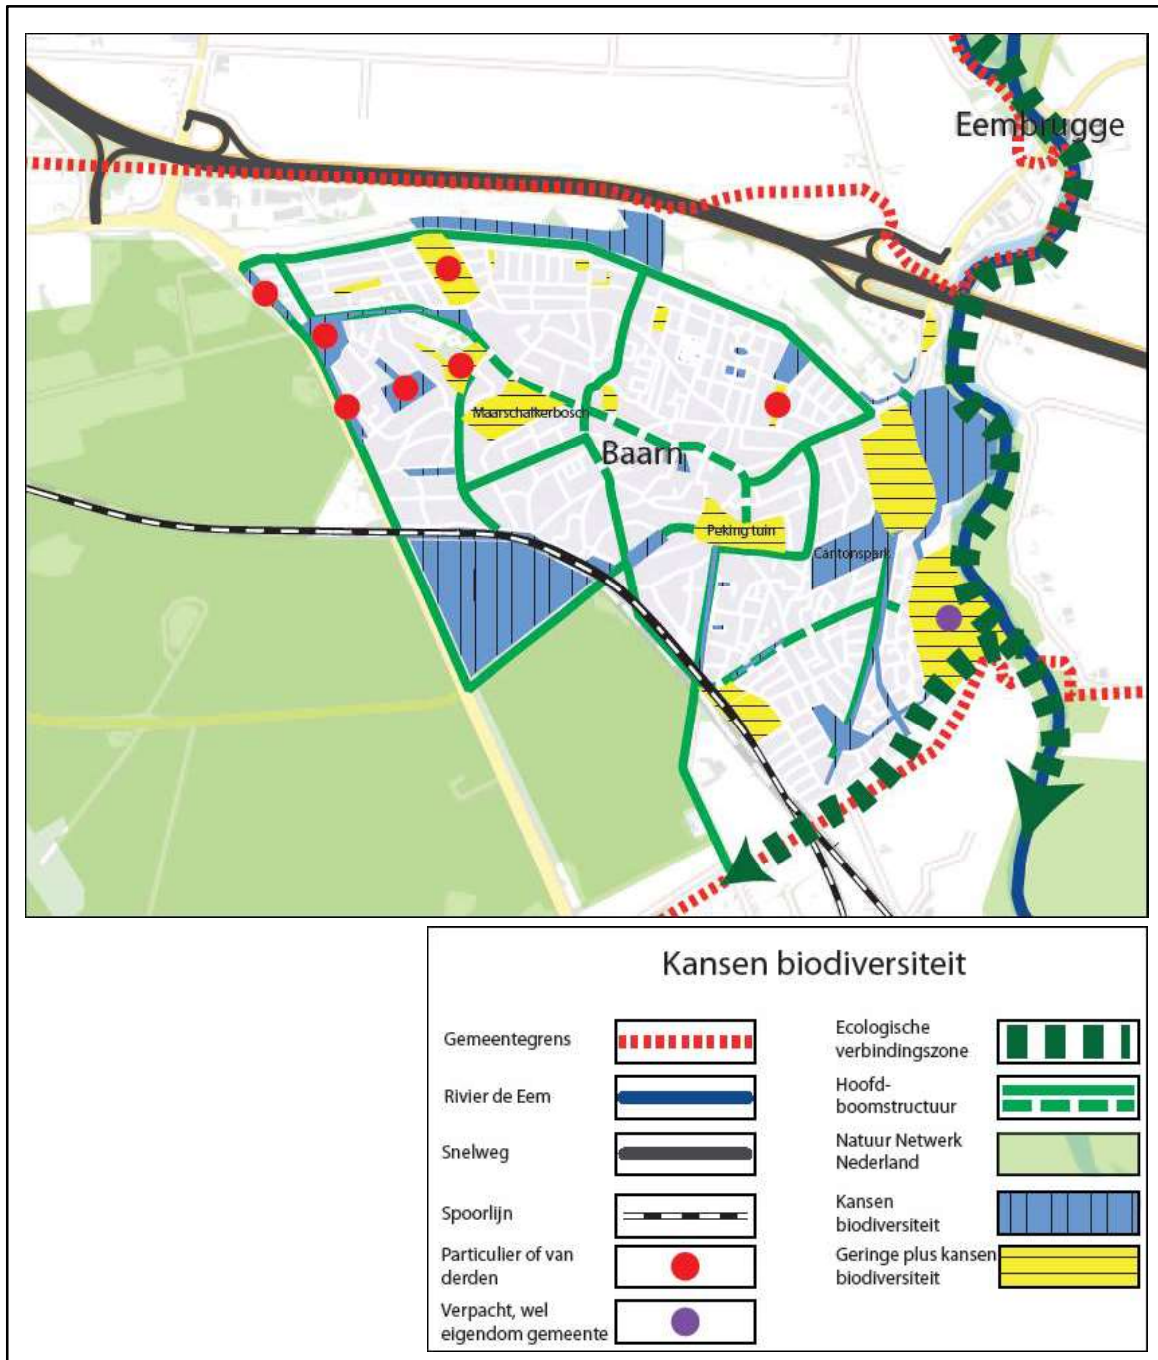 Eembrugge
Maarschalkerbosch
Baarn
Peking tuin
Cantonspark
Kansen biodiversiteit
Gemeentegrens
Rivier de Eem
Snelweg
Spoorlijn
Particulier of van
derden
Verpacht, wel
eigendom gemeente
Ecologische
verbindingszone
Hoofd-
boomstructuur
Natuur Netwerk
Nederland
Kansen
biodiversiteit
Geringe plus kansen
biodiversiteit